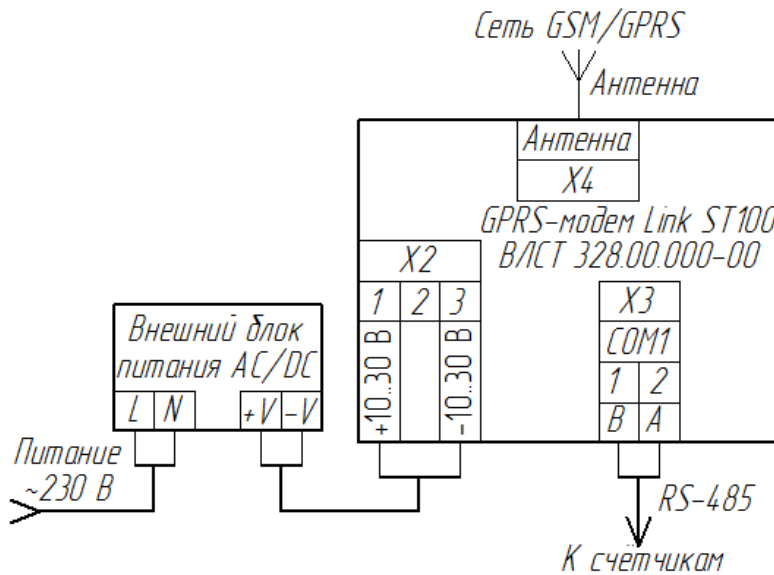 Сеть GSM/GPRS
Антенна
Антенна
X4
GPRS-модем Link ST100
ВЛСТ 328.00.000-00
X2
1 2 3
+10..30 В
-10..30 В
X3
COM1
1 2
B A
Внешний блок
питания AC/DC
L N +V -V
Питание
~230 В
RS-485
К счётчикам